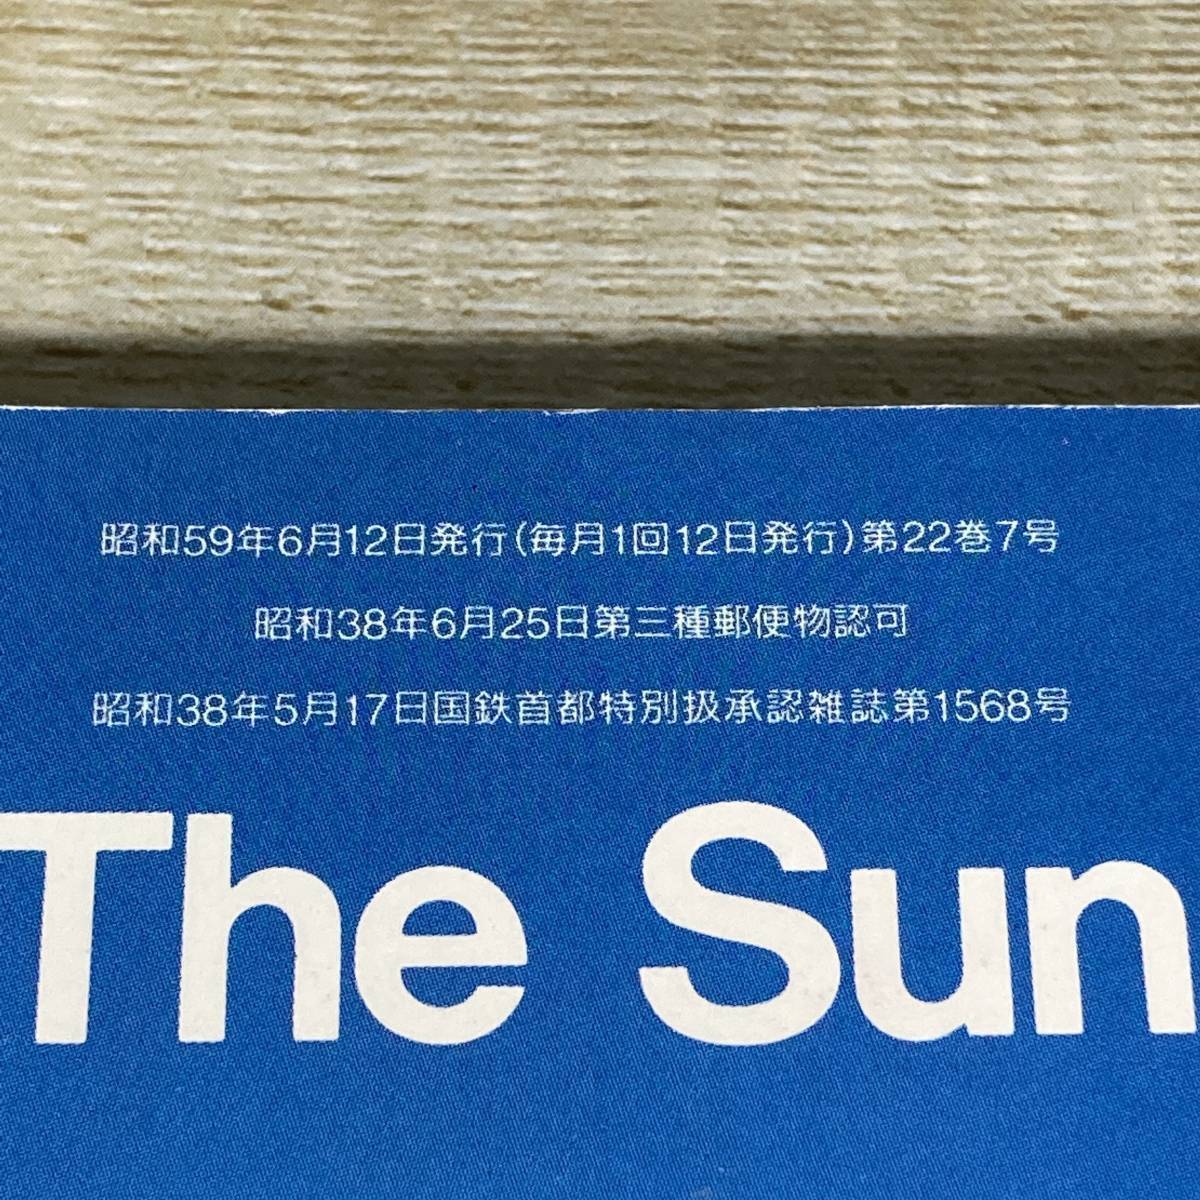 昭和59年6月12日発行(毎月1回12日発行)第22巻7号
昭和38年6月25日第三種郵便物認可
昭和38年5月17日国鉄首都特別扱承認雑誌第1568号
The Sun